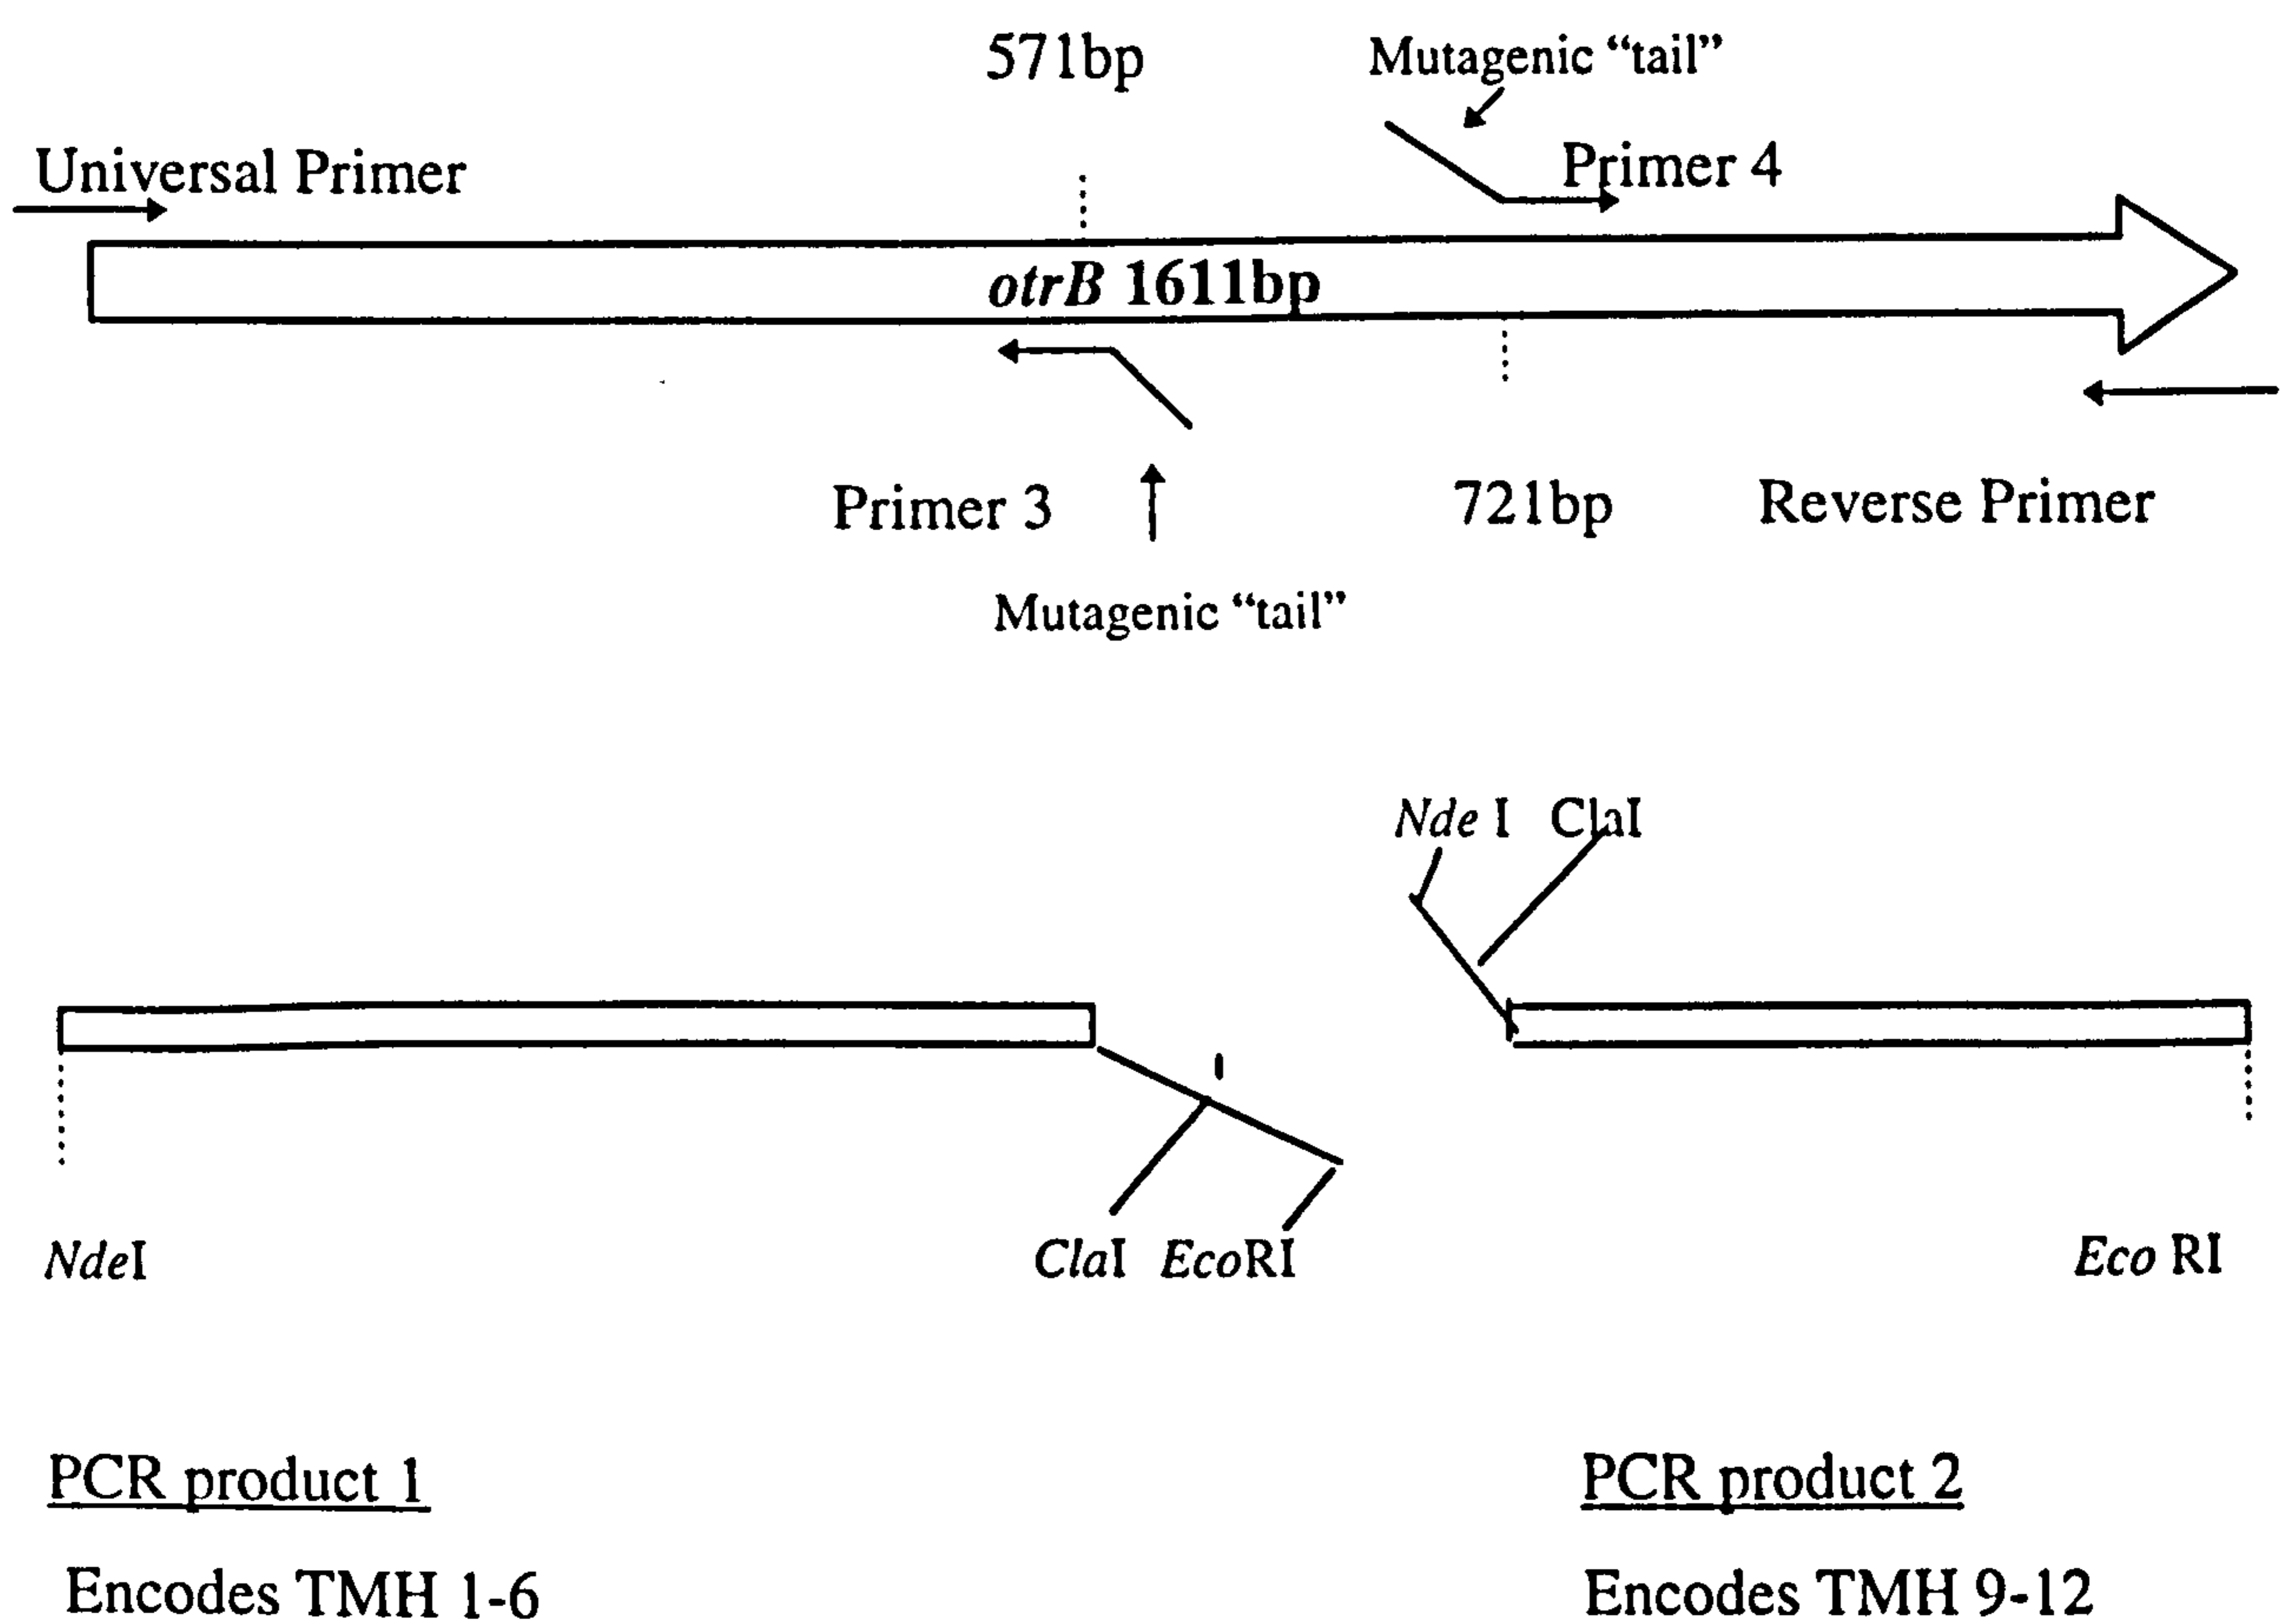 571bp
Mutagenic “tail”
Universal Primer
Primer 4
otrB 1611bp
Primer 3
721bp
Reverse Primer
Mutagenic “tail”
Nde I ClaI
NdeI
ClaI EcoRI
Eco RI
PCR product 1
PCR product 2
Encodes TMH 1-6
Encodes TMH 9-12